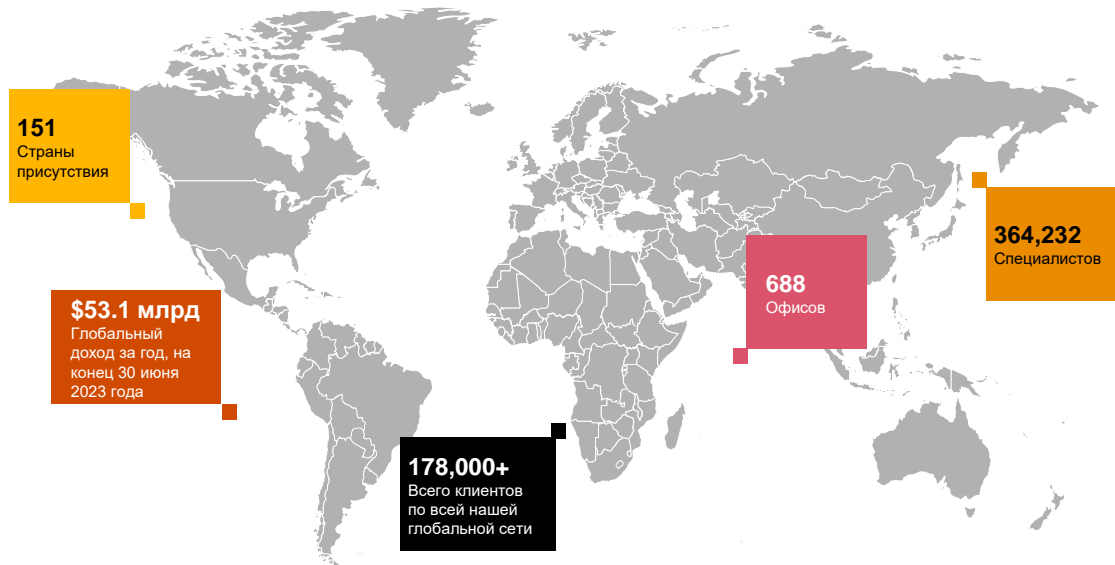 151
Страны
присутствия
364,232
Специалистов
688
Офисов
$53.1 млрд
Глобальный
доход за год, на
конец 30 июня
2023 года
178,000+
Всего клиентов
по всей нашей
глобальной сети